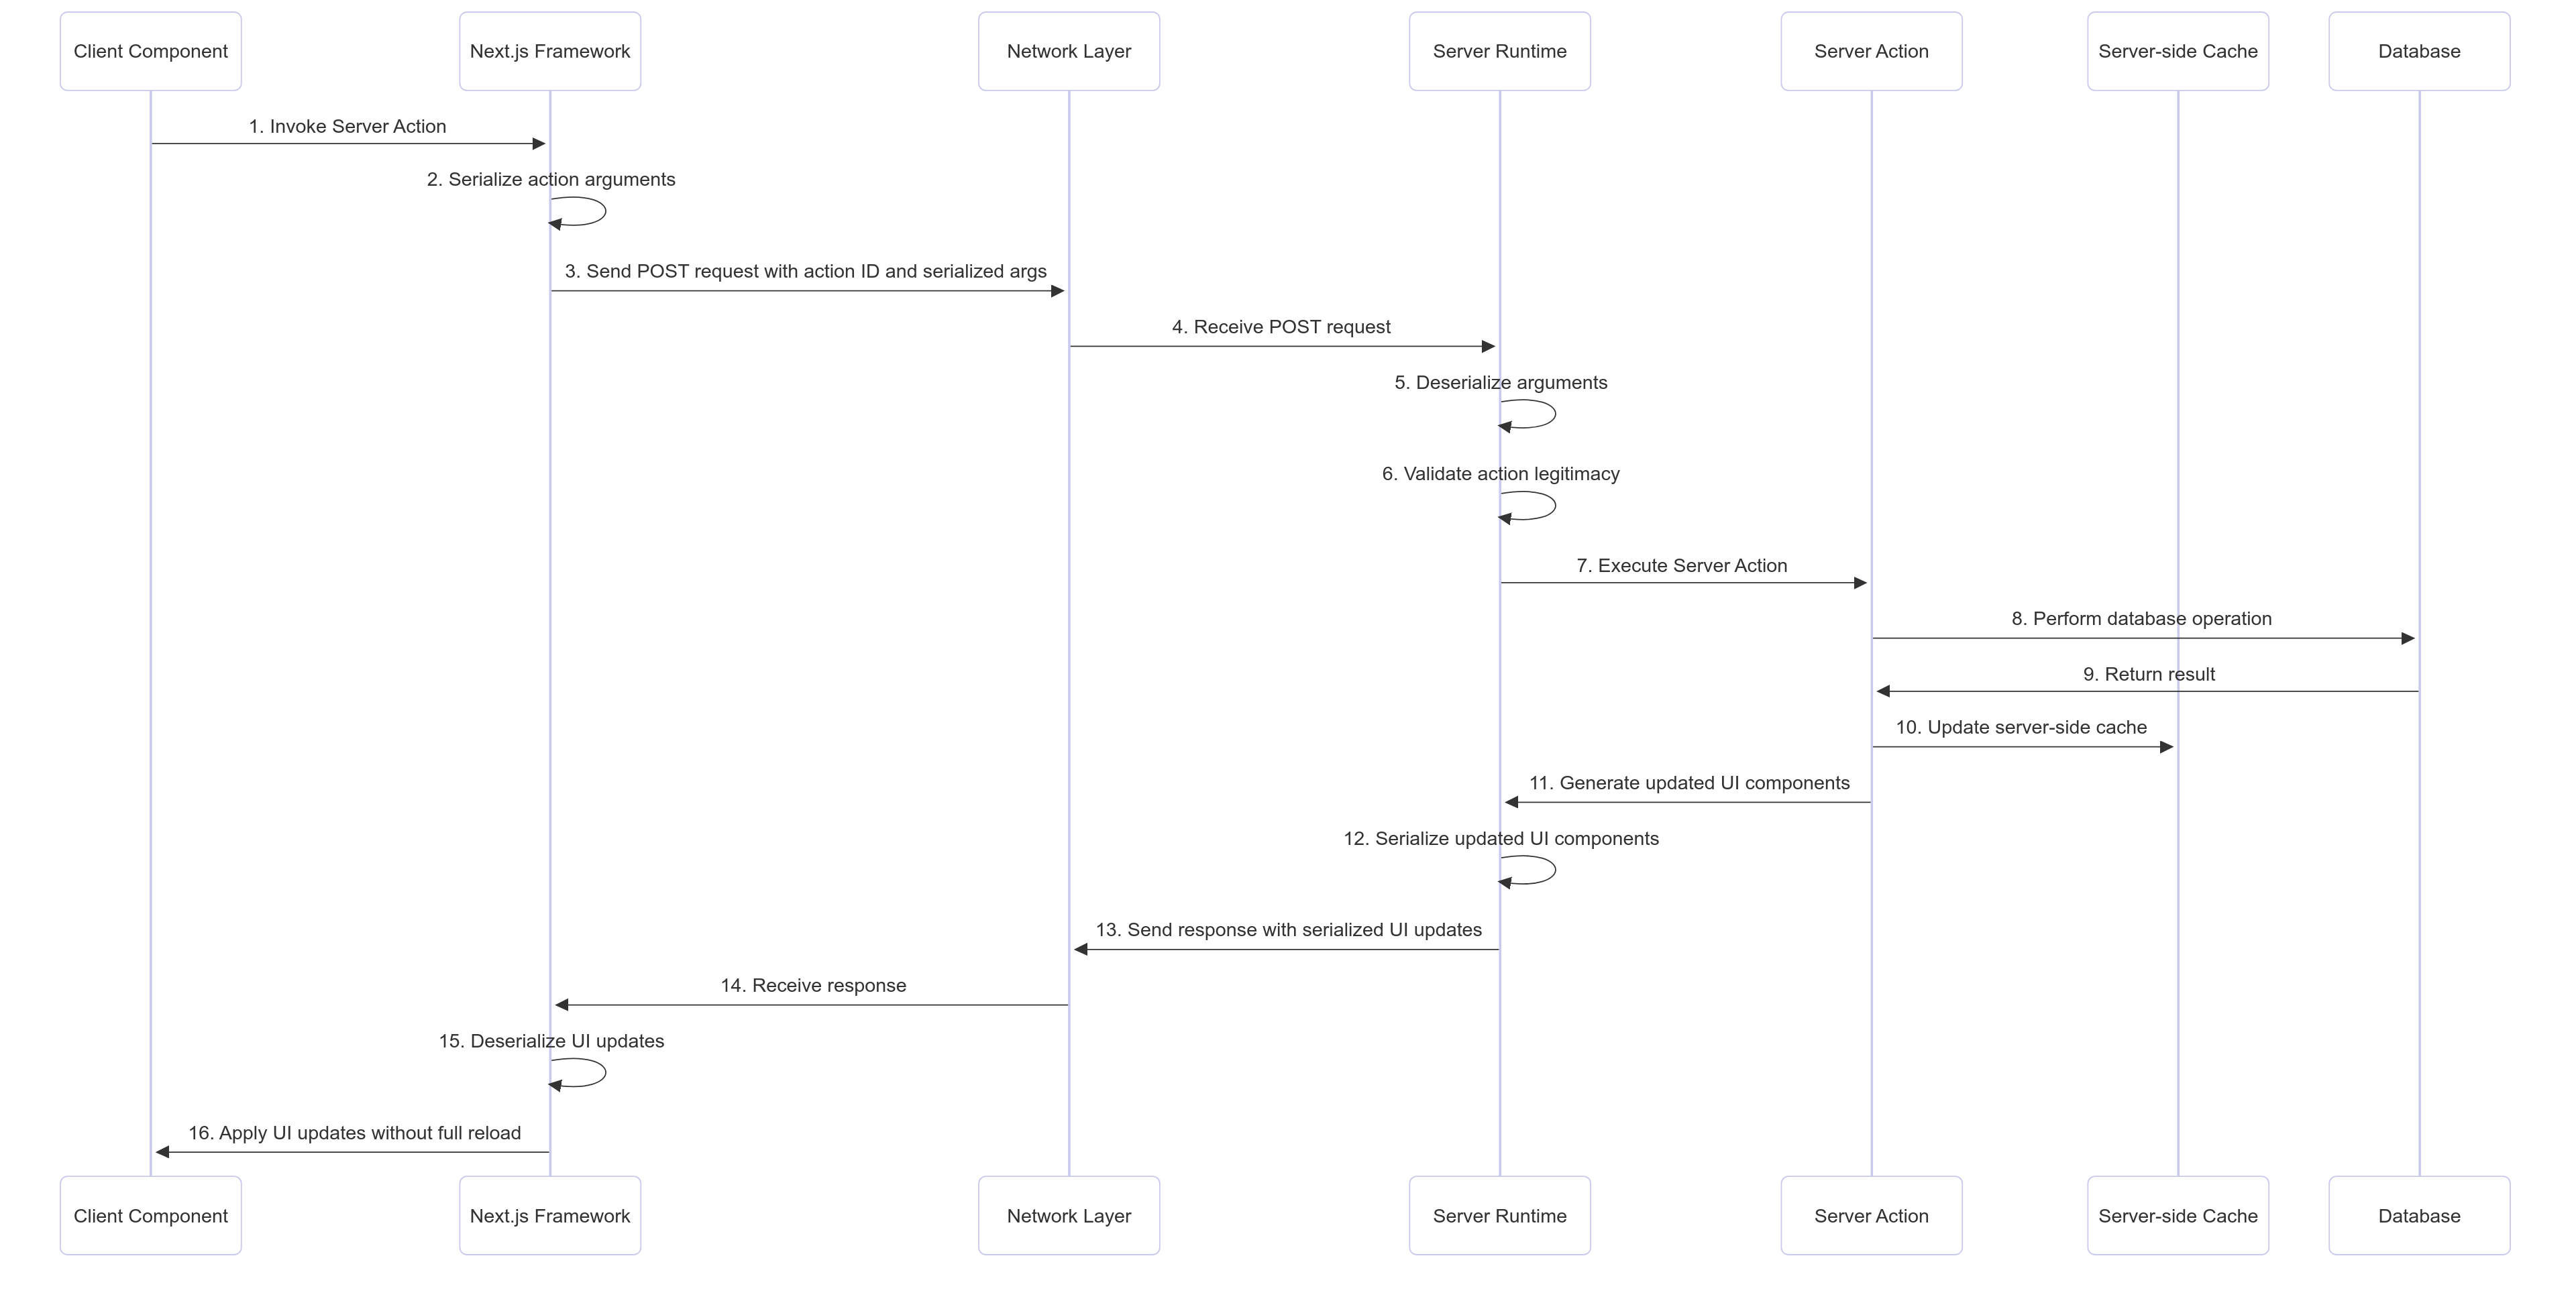 Client Component
Next.js Framework
Network Layer
Server Runtime
Server Action
Server-side Cache
Database
1. Invoke Server Action
2. Serialize action arguments
3. Send POST request with action ID and serialized args
4. Receive POST request
5. Deserialize arguments
6. Validate action legitimacy
7. Execute Server Action
8. Perform database operation
9. Return result
10. Update server-side cache
11. Generate updated UI components
12. Serialize updated UI components
13. Send response with serialized UI updates
14. Receive response
15. Deserialize UI updates
16. Apply UI updates without full reload
Client Component
Next.js Framework
Network Layer
Server Runtime
Server Action
Server-side Cache
Database